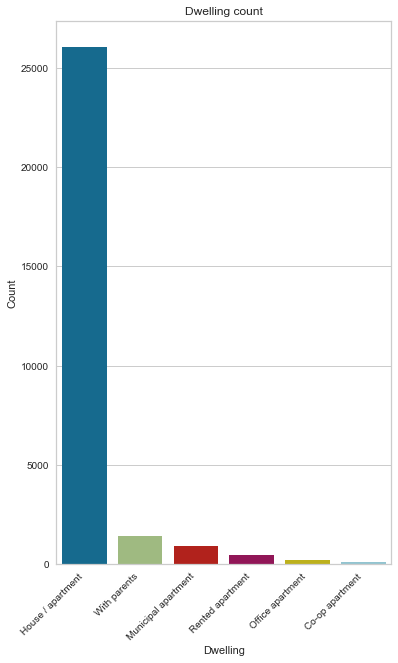 Dwelling count
25000
20000
15000
10000
5000
0
Count
House / apartment
With parents
Municipal apartment
Rented apartment
Office apartment
Co-op apartment
Dwelling